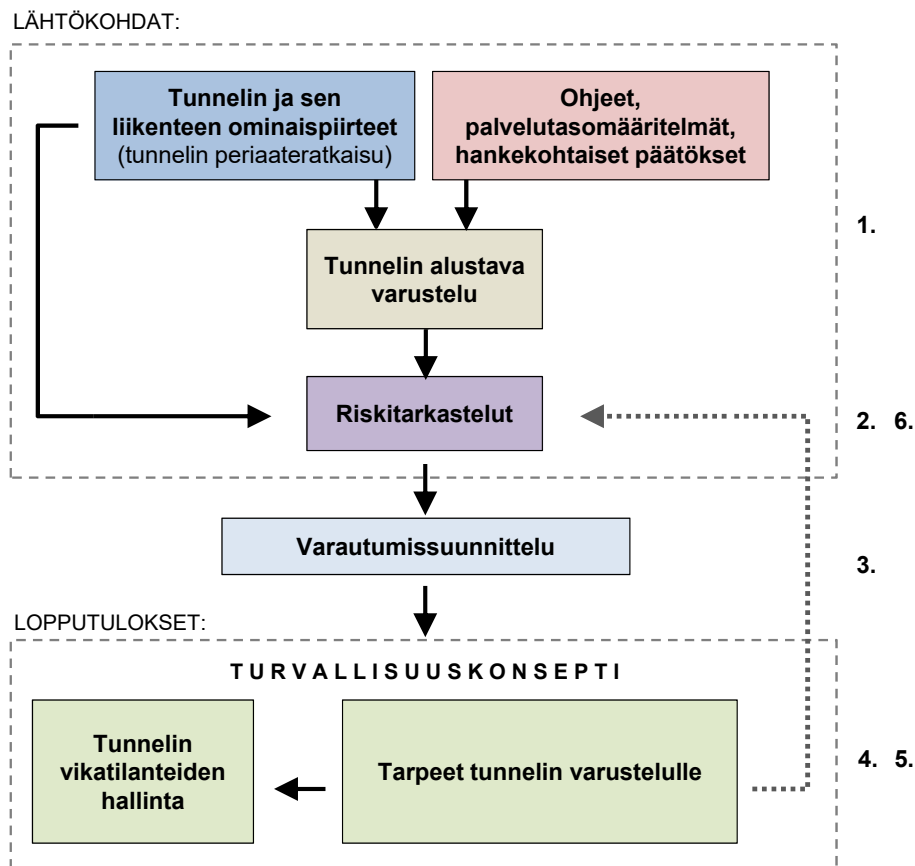 LÄHTÖKOHDAT:
Tunnelin ja sen
liikenteen ominaispiirteet
(tunnelin periaateratkaisu)
Ohjeet,
palvelutasomääritelmät,
hankekohtaiset päätökset
1.
Tunnelin alustava
varustelu
Riskitarkastelut
2. 6.
Varautumissuunnittelu
3.
LOPPUTULOKSET:
TURVALLISUUSKONSEPTI
Tunnelin
vikatilanteiden
hallinta
Tarpeet tunnelin varustelulle
4. 5.